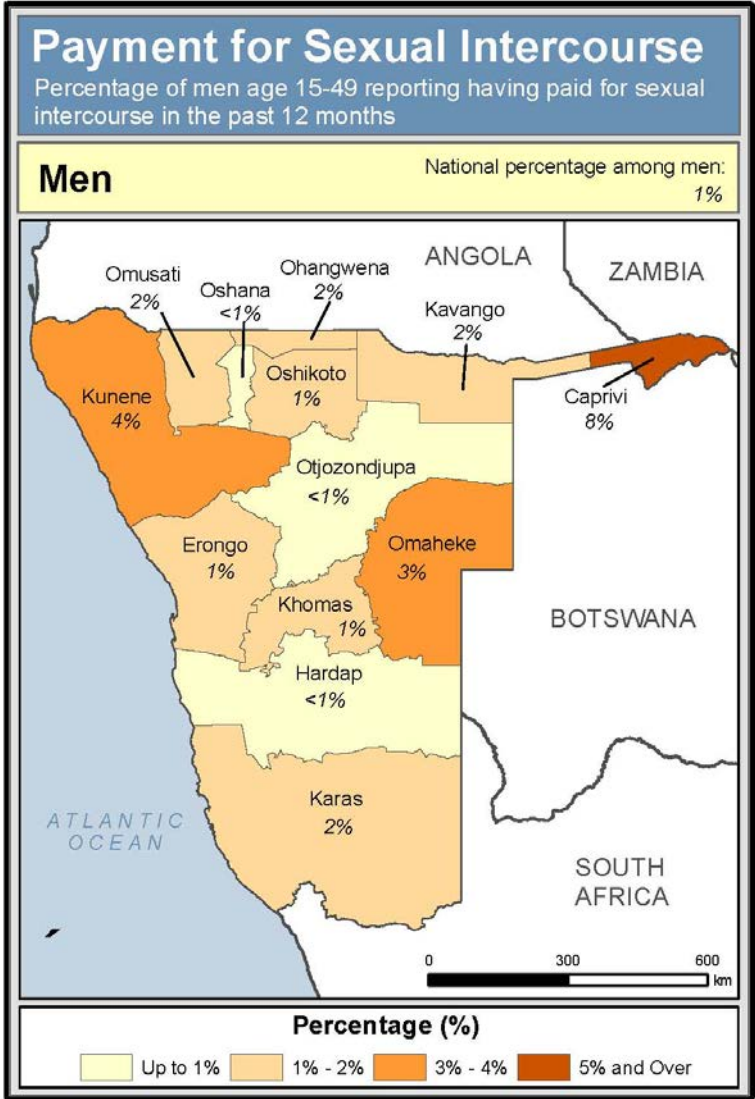 Payment for Sexual Intercourse
Percentage of men age 15-49 reporting having paid for sexual
intercourse in the past 12 months
Men
National percentage among men:
1%
ANGOLA
ZAMBIA
Omusati
2%
Oshana
<1%
Ohangwena
2%
Kavango
2%
Kunene
4%
Oshikoto
1%
Caprivi
8%
Otjozondjupa
<1%
Erongo
1%
Omaheke
3%
Khomas
1%
BOTSWANA
Hardap
<1%
Karas
2%
ATLANTIC
OCEAN
SOUTH
AFRICA
0 300 600
km
Percentage (%)
Up to 1% 1% - 2% 3% - 4% 5% and Over